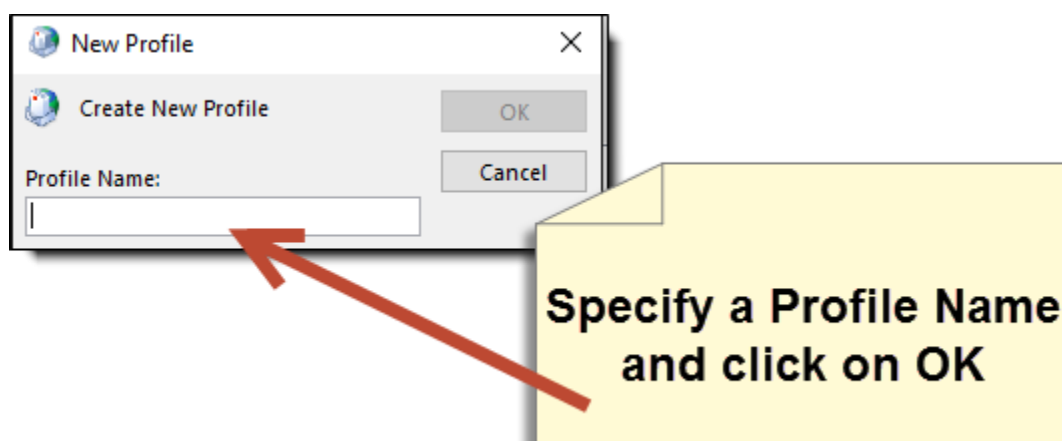 New Profile
Create New Profile
OK
Cancel
Profile Name:
Specify a Profile Name
and click on OK